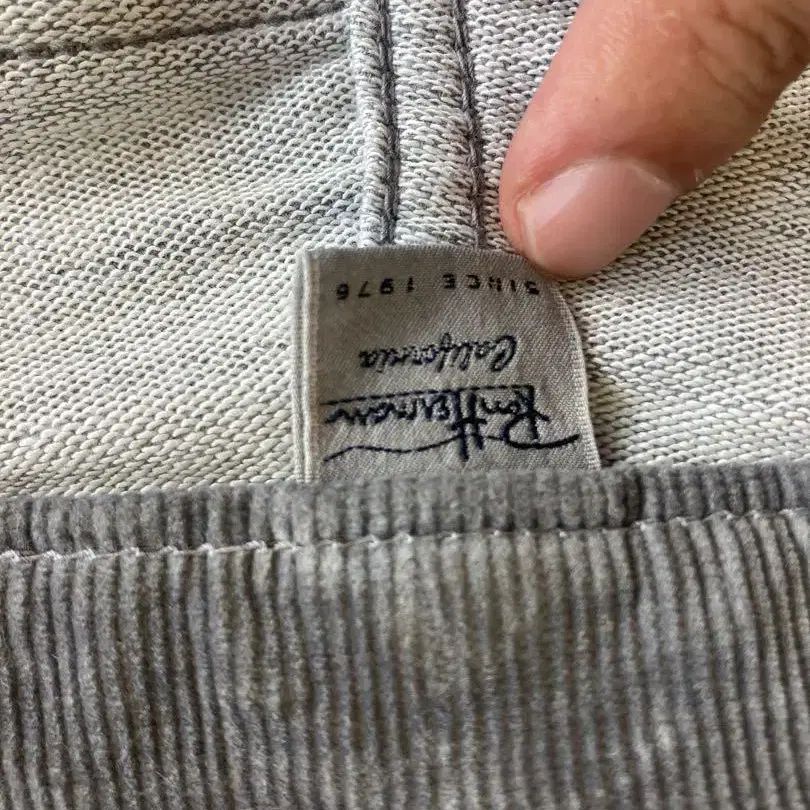 Ron Herman
California
SINCE 1976